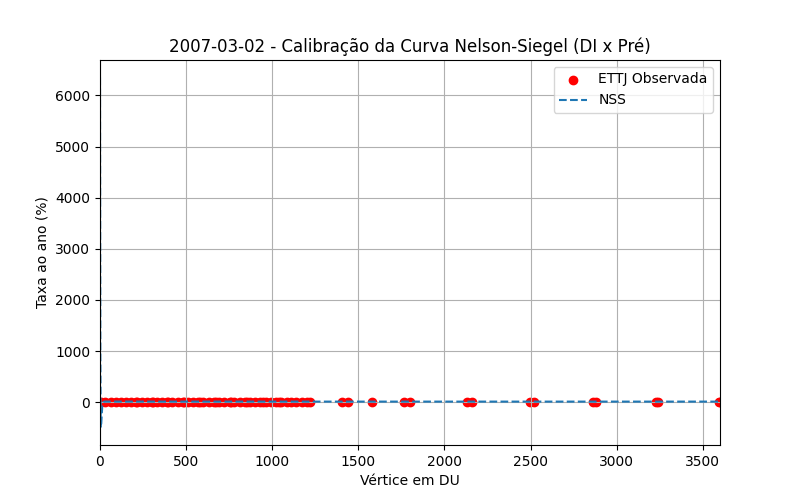 2007-03-02 - Calibração da Curva Nelson-Siegel (DI x Pré)
ETTJ Observada
NSS
Taxa ao ano (%)
6000
5000
4000
3000
2000
1000
0
0 500 1000 1500 2000 2500 3000 3500
Vértice em DU